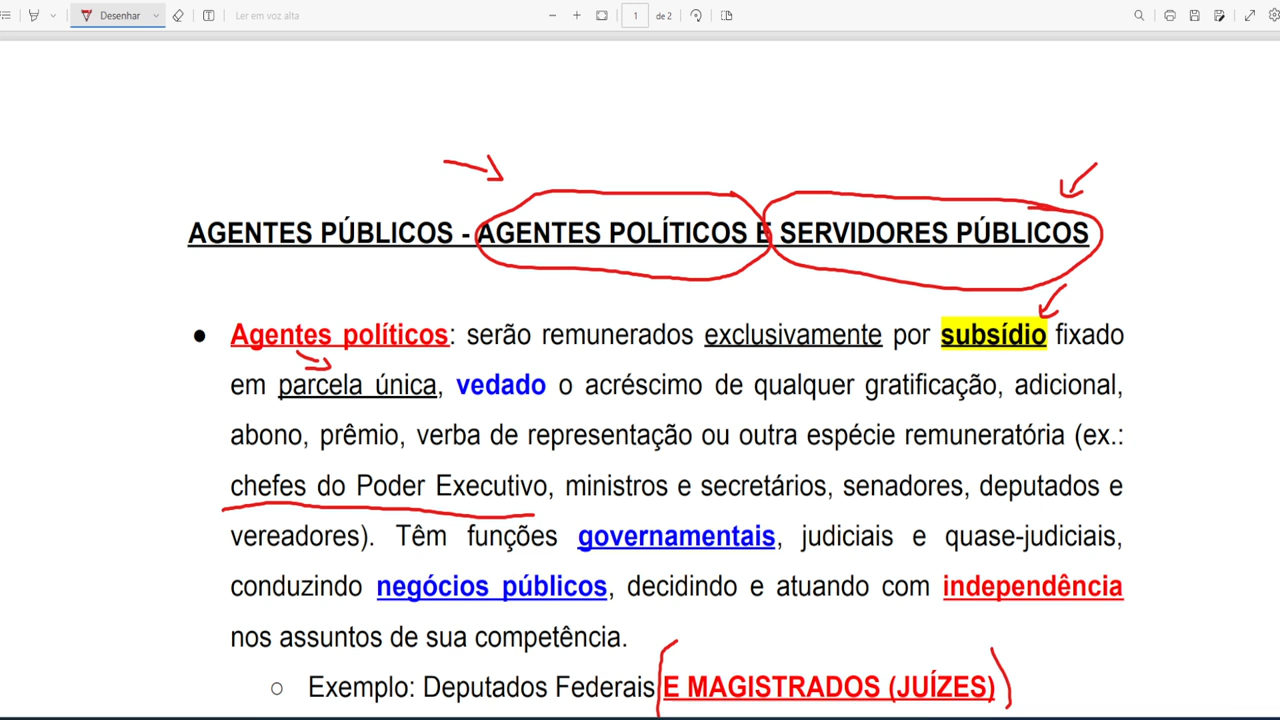 Desenhar
Ler em voz alta
1 de 2
AGENTES PÚBLICOS - AGENTES POLÍTICOS E SERVIDORES PÚBLICOS
● Agentes políticos: serão remunerados exclusivamente por subsídio fixado
em parcela única, vedado o acréscimo de qualquer gratificação, adicional,
abono, prêmio, verba de representação ou outra espécie remuneratória (ex.:
chefes do Poder Executivo, ministros e secretários, senadores, deputados e
vereadores). Têm funções governamentais, judiciais e quase-judiciais,
conduzindo negócios públicos, decidindo e atuando com independência
nos assuntos de sua competência.
○ Exemplo: Deputados Federais E MAGISTRADOS (JUÍZES)